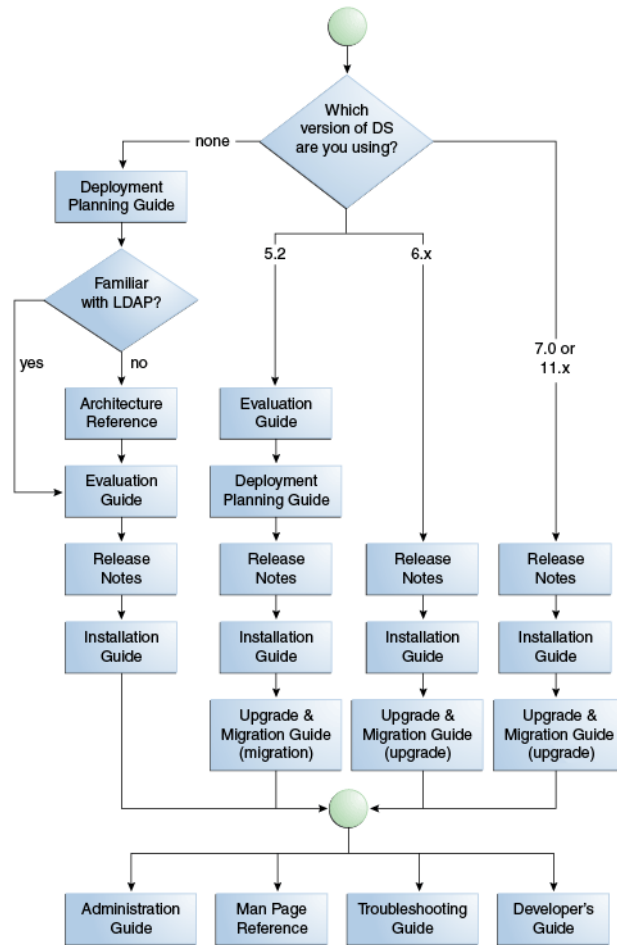 Which
version of DS
are you using?
none
Deployment
Planning Guide
5.2
6.x
Familiar
with LDAP?
7.0 or
11.x
yes
no
Architecture
Reference
Evaluation
Guide
Evaluation
Guide
Deployment
Planning Guide
Release
Notes
Release
Notes
Release
Notes
Release
Notes
Installation
Guide
Installation
Guide
Installation
Guide
Installation
Guide
Upgrade &
Migration Guide
(migration)
Upgrade &
Migration Guide
(upgrade)
Upgrade &
Migration Guide
(upgrade)
Administration
Guide
Man Page
Reference
Troubleshooting
Guide
Developer's
Guide